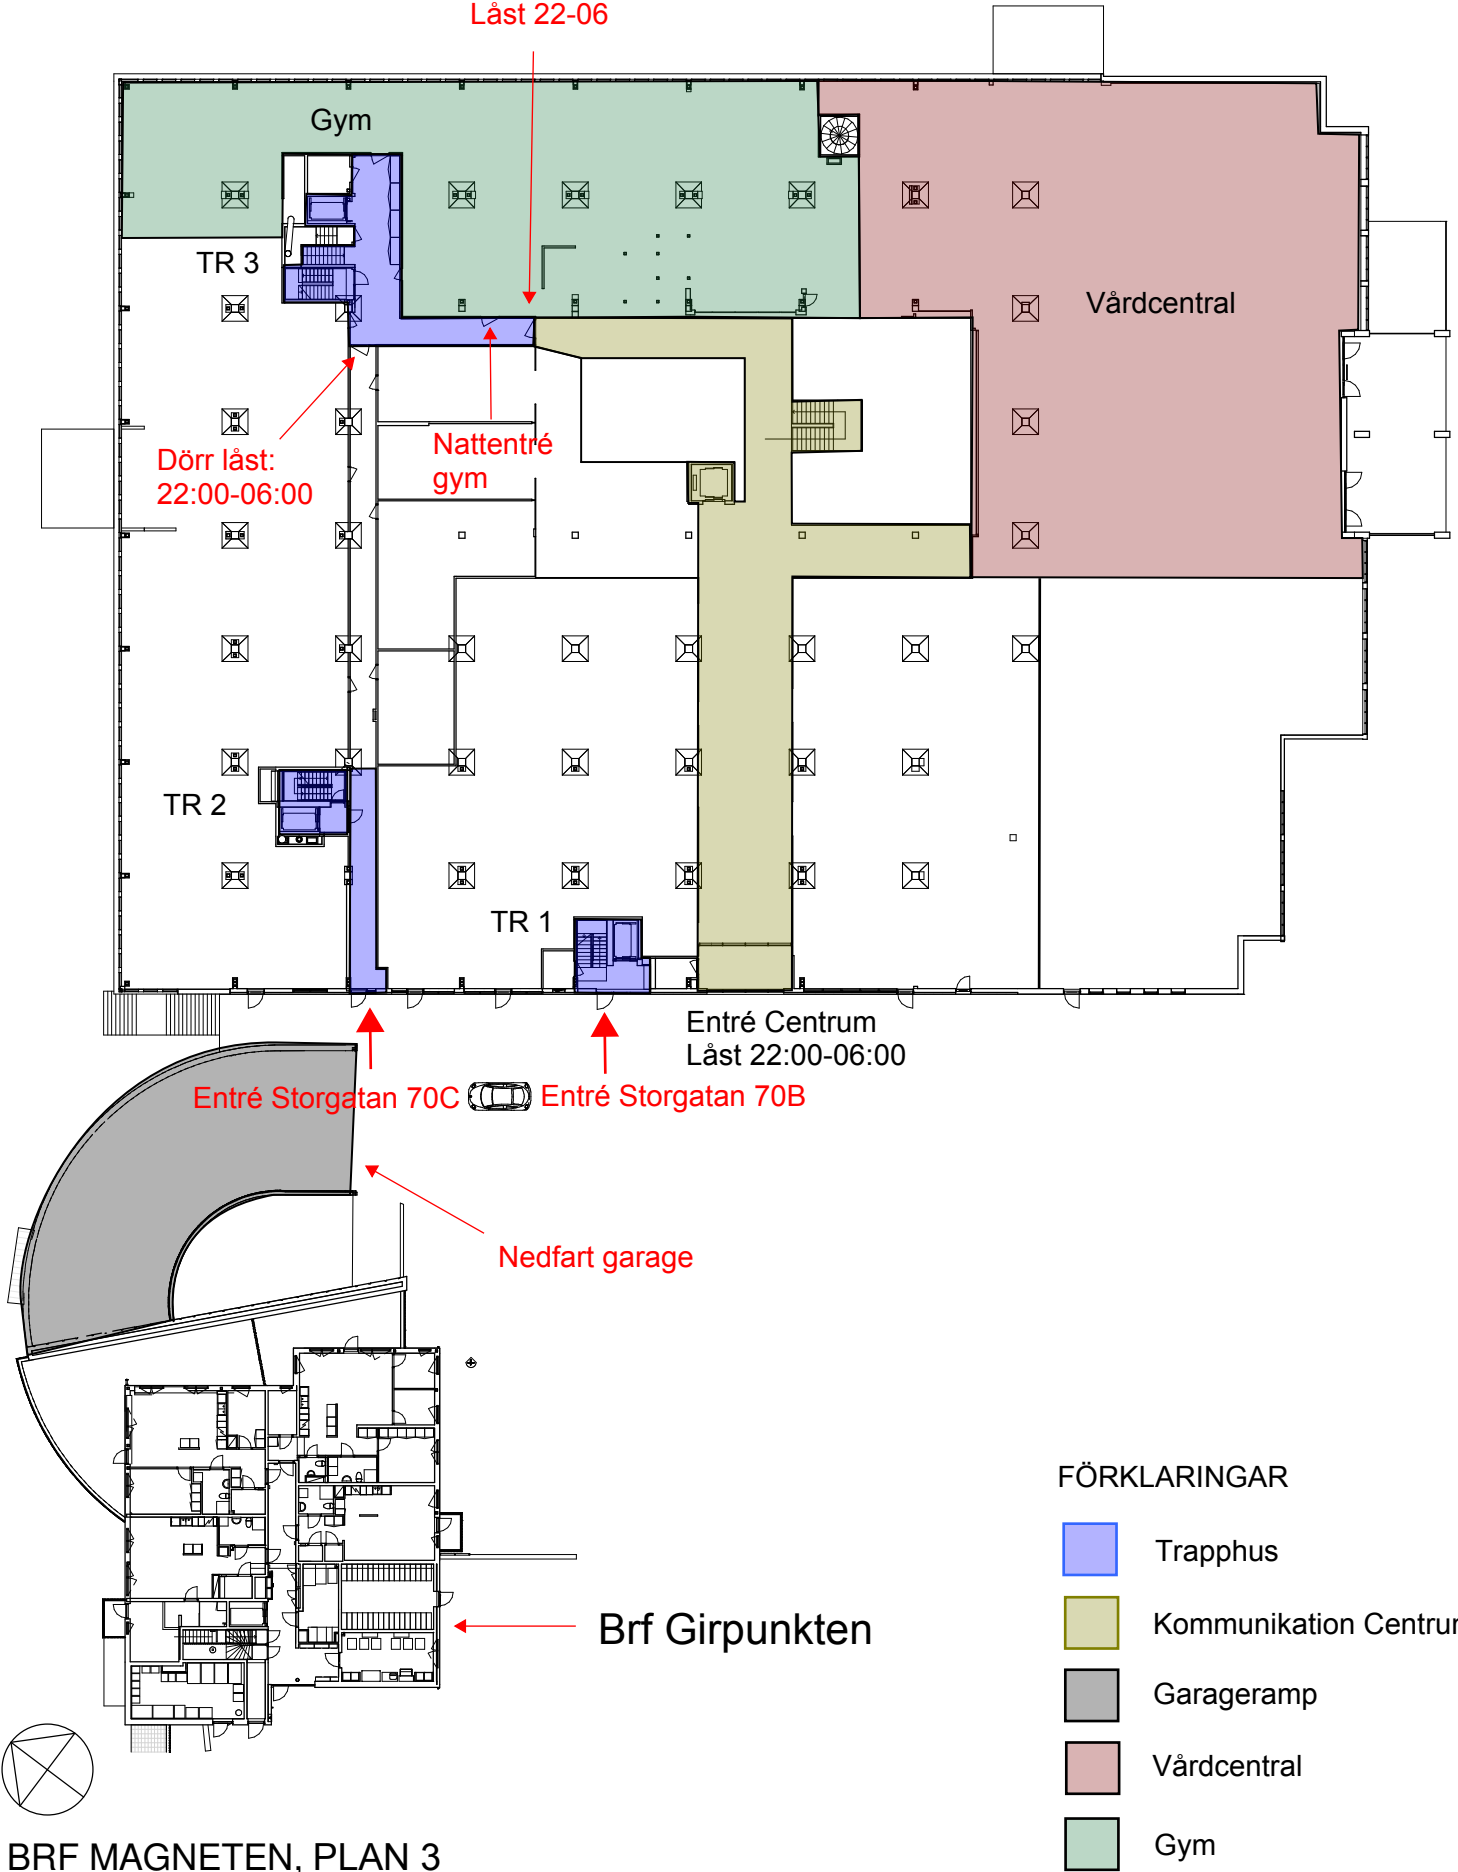 Låst 22-06
Gym
TR 3
Vårdcentral
Dörr låst:
22:00-06:00
Nattentré
gym
TR 2
TR 1
Entré Centrum
Låst 22:00-06:00
Entré Storgatan 70C
Entré Storgatan 70B
Nedfart garage
Brf Girpunkten
FÖRKLARINGAR
Trapphus
Kommunikation Centrum
Garageramp
Vårdcentral
Gym
BRF MAGNETEN, PLAN 3